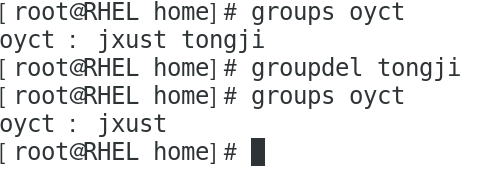 [root@RHEL home]# groups oyct
oyct : jxust tongji
[root@RHEL home]# groupdel tongji
[root@RHEL home]# groups oyct
oyct : jxust
[root@RHEL home]#